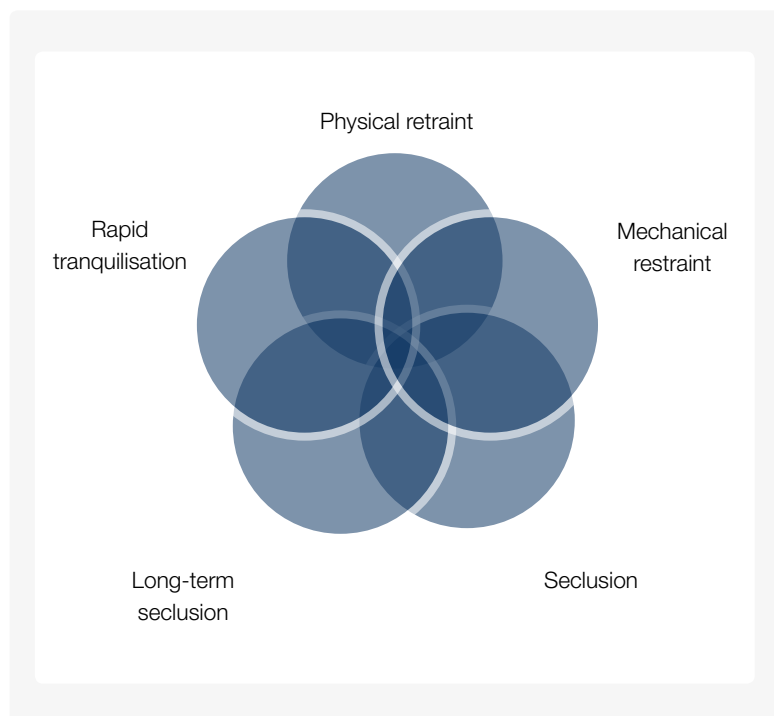 Physical retraint
Rapid
tranquilisation
Mechanical
restraint
Long-term
seclusion
Seclusion